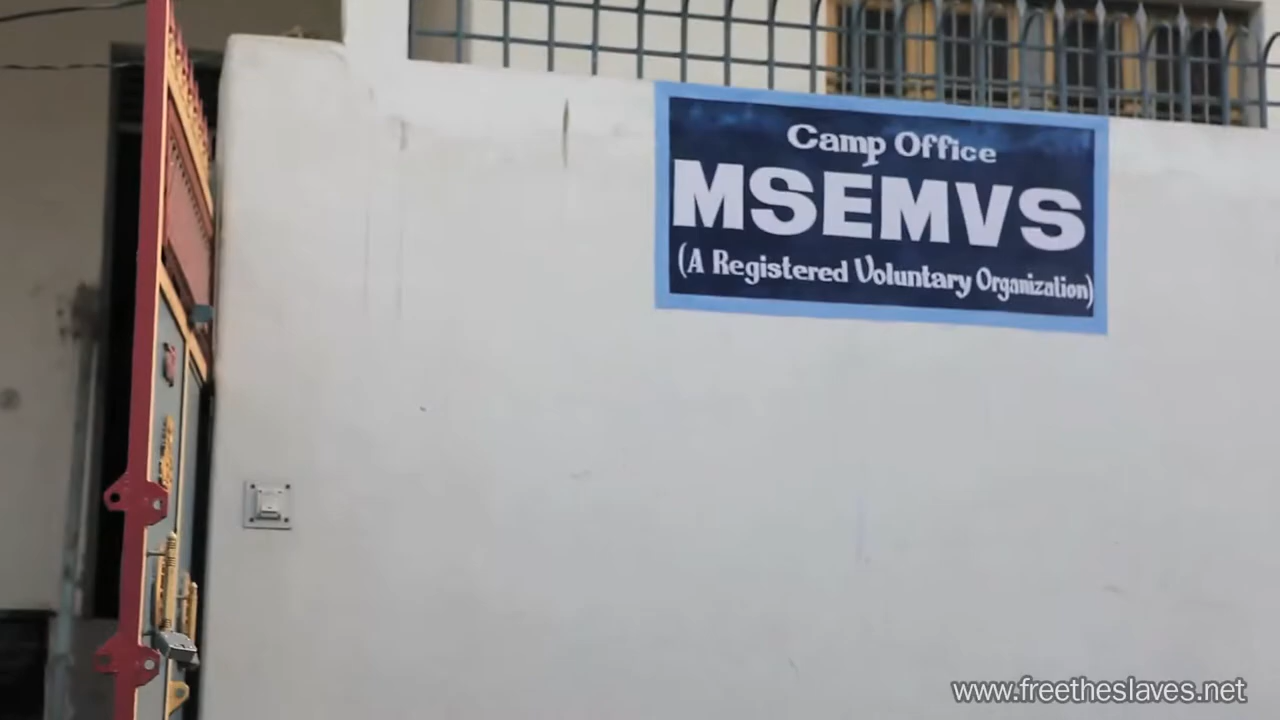 Camp Office
MSEMVS
(A Registered Voluntary Organization)
www.freetheslaves.net